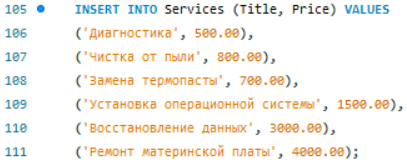 105 INSERT INTO Services (Title, Price) VALUES
106 ('Диагностика', 500.00),
107 ('Чистка от пыли', 800.00),
108 ('Замена термопасты', 700.00),
109 ('Установка операционной системы', 1500.00),
110 ('Восстановление данных', 3000.00),
111 ('Ремонт материнской платы', 4000.00);